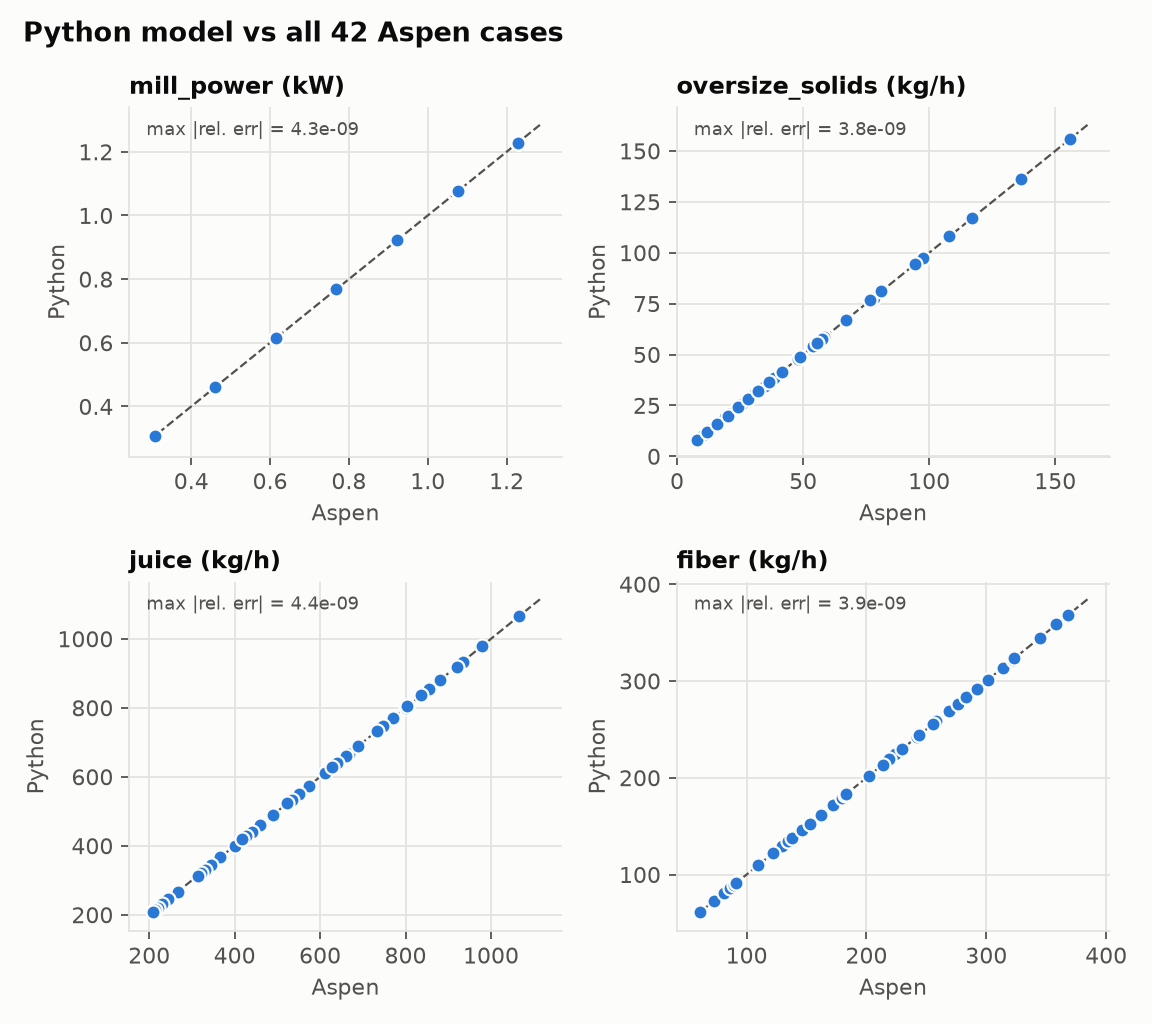 Python model vs all 42 Aspen cases
mill_power (kW)
max |rel. err| = 4.3e-09
1.2
1.0
0.8
0.6
0.4
Python
0.4 0.6 0.8 1.0 1.2
Aspen
oversize_solids (kg/h)
max |rel. err| = 3.8e-09
150
125
100
75
50
25
0
Python
0 50 100 150
Aspen
juice (kg/h)
max |rel. err| = 4.4e-09
1000
800
600
400
200
Python
200 400 600 800 1000
Aspen
fiber (kg/h)
400
max |rel. err| = 3.9e-09
300
200
100
Python
100 200 300 400
Aspen